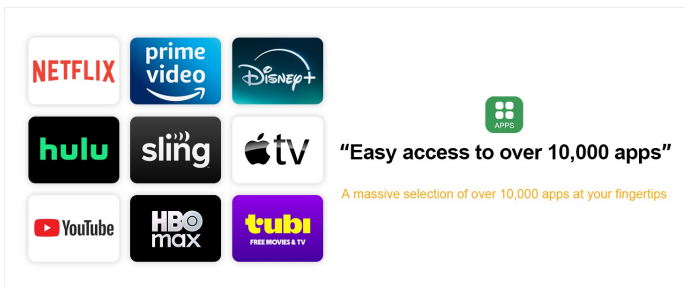 NETFLIX
prime
video
Disney+
hulu
sling
tv
YouTube
HBO
max
tubi
FREE MOVIES & TV
APPS
“Easy access to over 10,000 apps”
A massive selection of over 10,000 apps at your fingertips